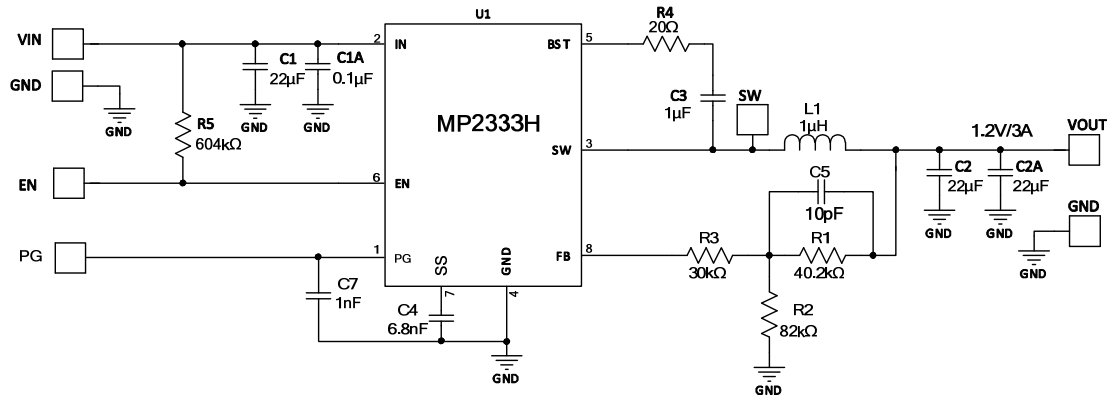 U1
VIN
GND
GND
R5
604kΩ
C1
22µF
GND
C1A
0.1µF
GND
EN
PG
C7
1nF
2
IN
6
EN
1
PG
MP2333H
BST
5
SW
3
FB
8
SS
7
GND
4
C4
6.8nF
GND
R4
20Ω
C3
1µF
SW
L1
1µH
1.2V/3A
VOUT
C2
22µF
GND
C2A
22µF
GND
GND
GND
C5
10pF
R3
30kΩ
R1
40.2kΩ
R2
82kΩ
GND